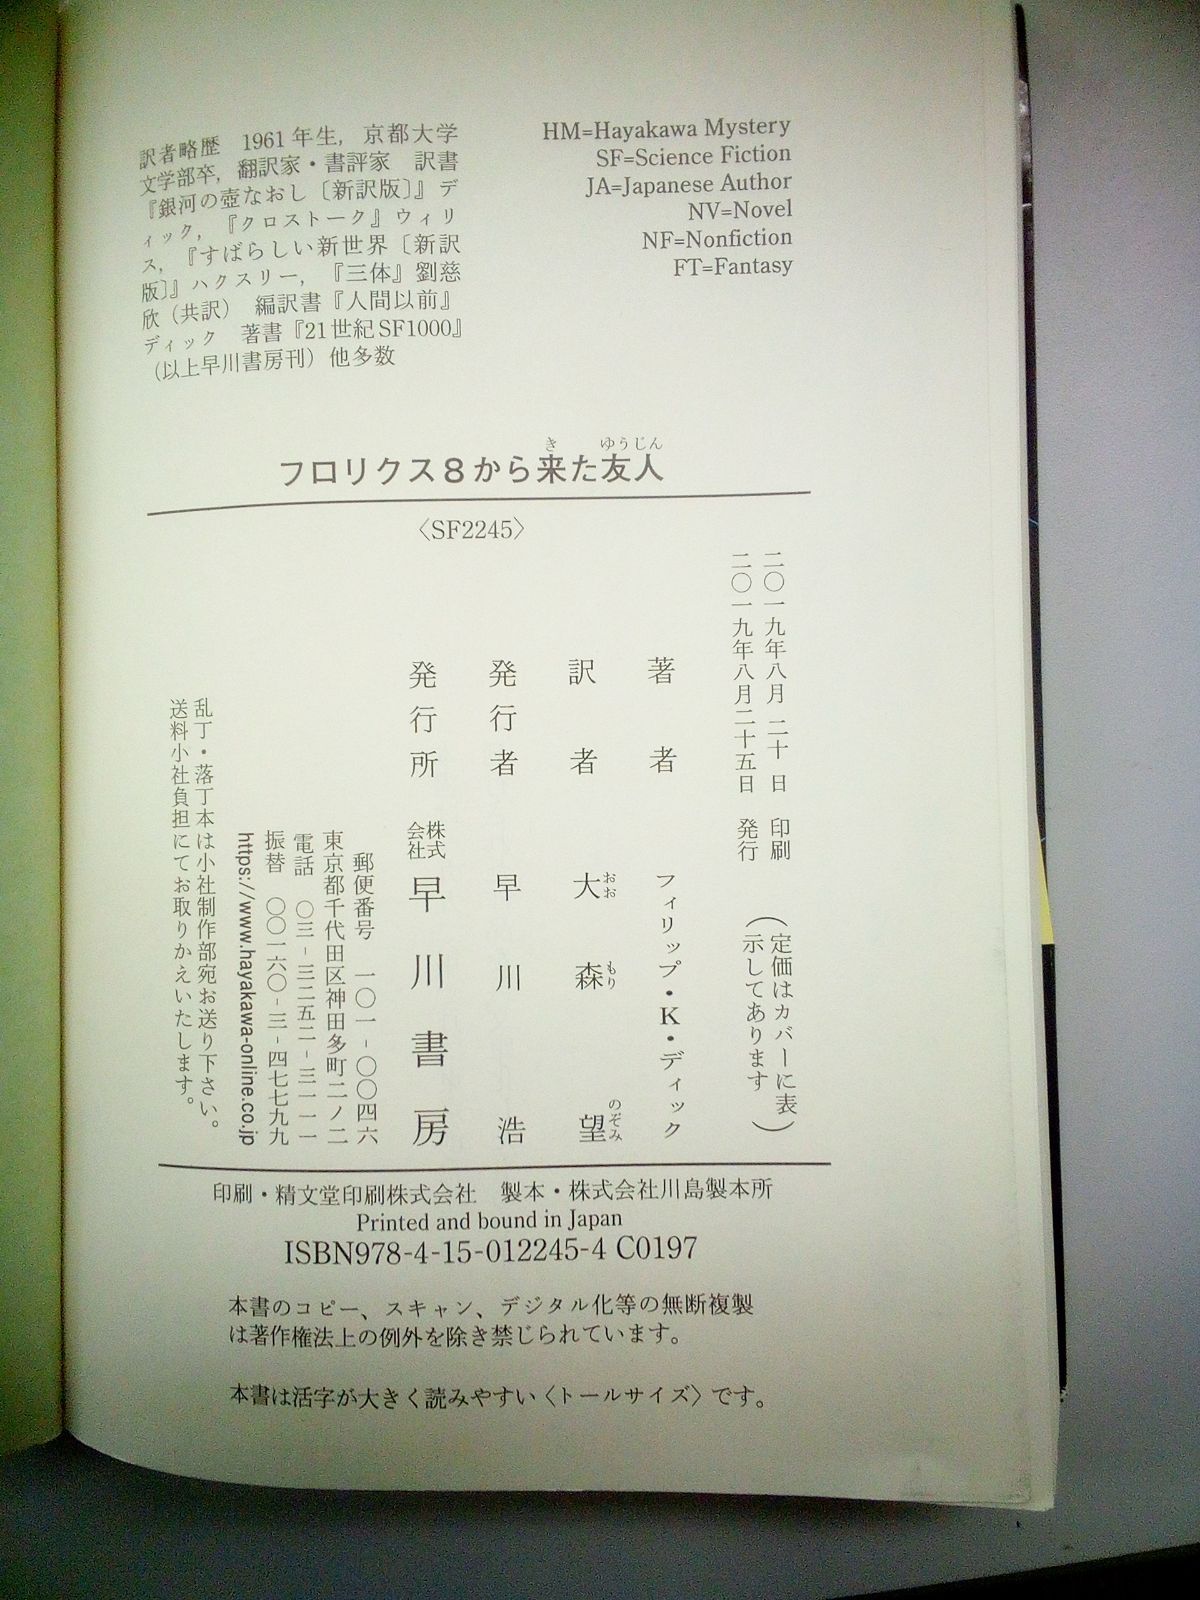 訳者略歴　1961年生，京都大学
文学部卒，翻訳家・書評家　訳書
『銀河の壺なおし〔新訳版〕』デ
ィック，『クロストーク』ウィリ
ス，『すばらしい新世界〔新訳
版〕』ハクスリー，『三体』劉慈
欣（共訳）　編訳書『人間以前』
ディック　著書『21世紀SF1000』
（以上早川書房刊）他多数
HM=Hayakawa Mystery
SF=Science Fiction
JA=Japanese Author
NV=Novel
NF=Nonfiction
FT=Fantasy
き　ゆうじん
フロリクス8から来た友人
〈SF2245〉
二〇一九年八月二十日　印刷
二〇一九年八月二十五日　発行
（定価はカバーに表
示してあります）
著者　フィリップ・K・ディック
おお　もり　のぞみ
訳者　大森望
発行者　早川浩
発行所　株式会社　早川書房
郵便番号　一〇一-〇〇四六
東京都千代田区神田多町二ノ二
電話　〇三-三二五二-三一一一
振替　〇〇一六〇-三-四七七九九
https://www.hayakawa-online.co.jp
乱丁・落丁本は小社制作部宛お送り下さい。
送料小社負担にてお取りかえいたします。
印刷・精文堂印刷株式会社　製本・株式会社川島製本所
Printed and bound in Japan
ISBN978-4-15-012245-4 C0197
本書のコピー、スキャン、デジタル化等の無断複製
は著作権法上の例外を除き禁じられています。
本書は活字が大きく読みやすい〈トールサイズ〉です。